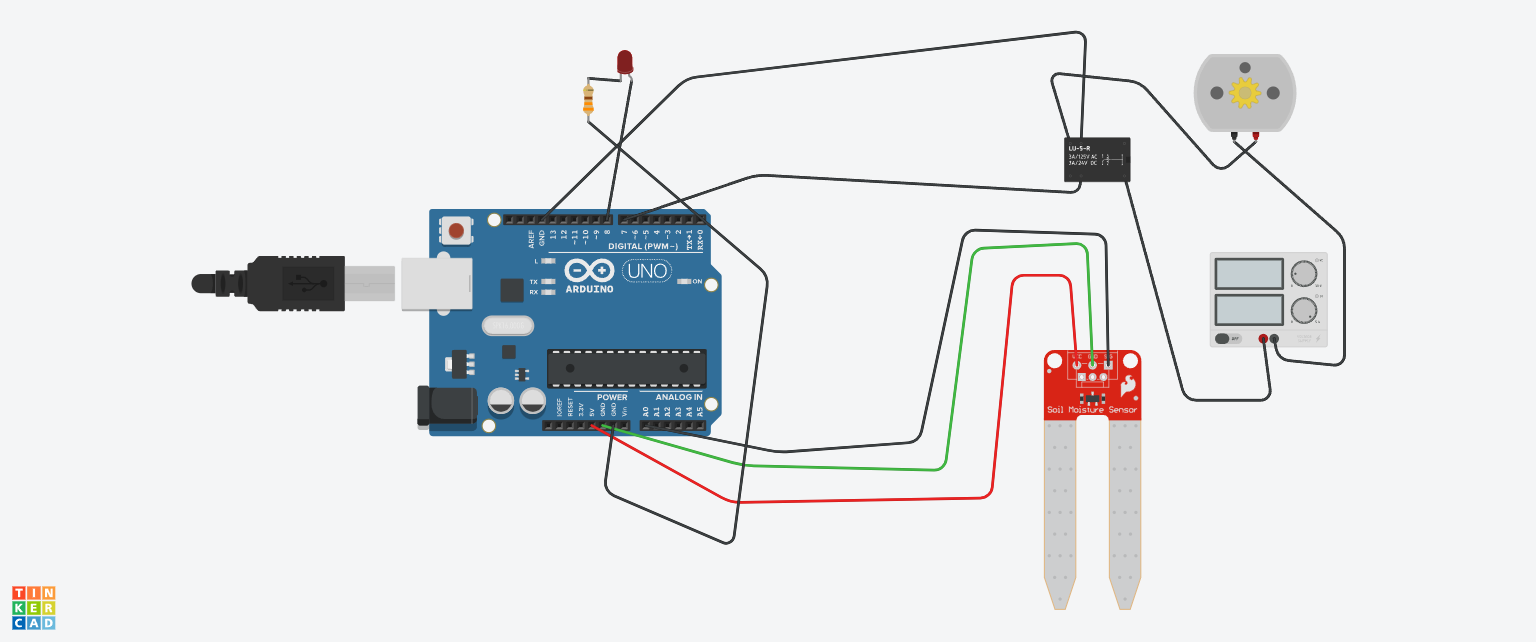 LU-5-R
3A/125V AC
3A/24V DC
AREF
GND
13
12
~11
~10
~9
8
7
~6
~5
4
~3
2
TX→1
RX←0
DIGITAL (PWM~)
L
TX
RX
UNO
ARDUINO
ON
OFF
POWER
ANALOG IN
IOREF
RESET
3.3V
5V
GND
GND
Vin
A0
A1
A2
A3
A4
A5
Soil Moisture Sensor
TIN
KER
CAD